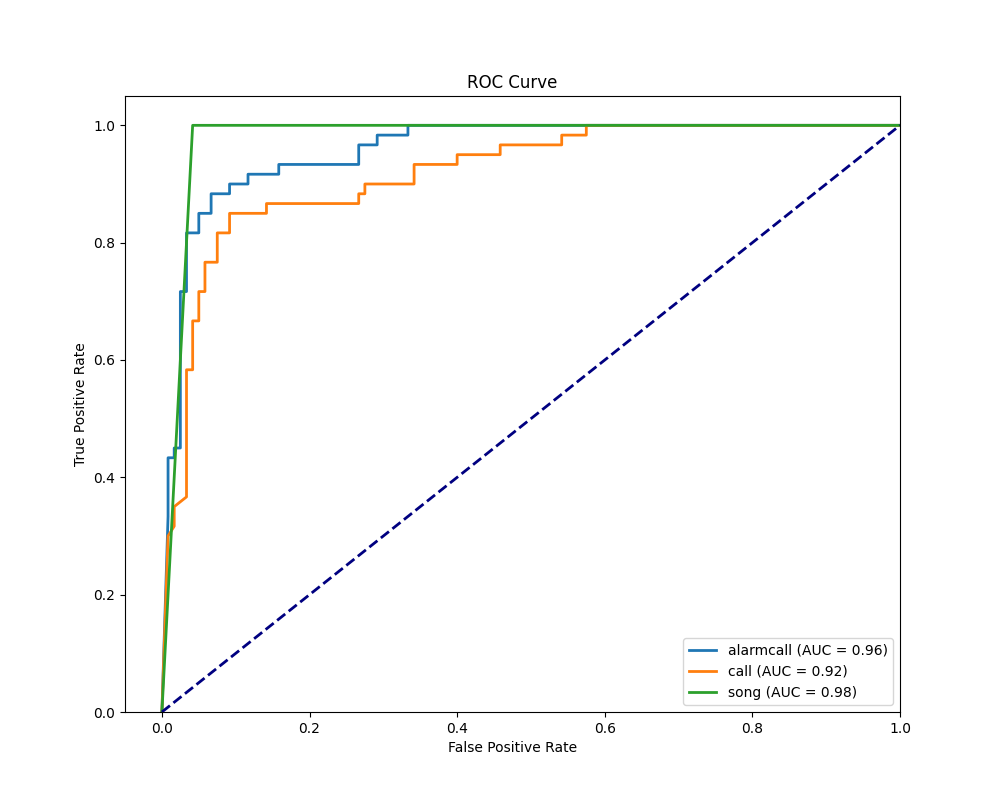 ROC Curve
True Positive Rate
1.0
0.8
0.6
0.4
0.2
0.0
0.0 0.2 0.4 0.6 0.8 1.0
False Positive Rate
alarmcall (AUC = 0.96)
call (AUC = 0.92)
song (AUC = 0.98)